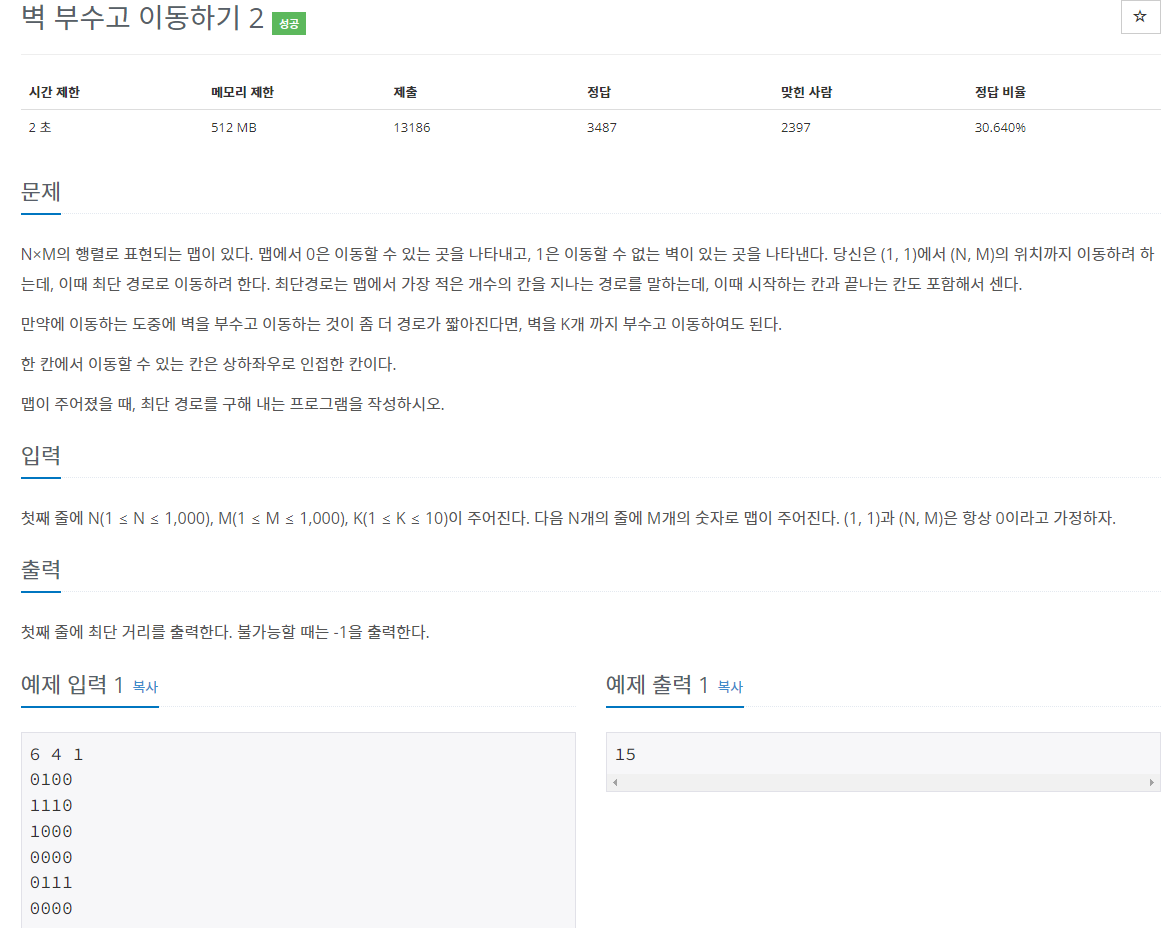 벽 부수고 이동하기 2 성공
☆
시간 제한 메모리 제한 제출 정답 맞힌 사람 정답 비율
2 초 512 MB 13186 3487 2397 30.640%
문제
N×M의 행렬로 표현되는 맵이 있다. 맵에서 0은 이동할 수 있는 곳을 나타내고, 1은 이동할 수 없는 벽이 있는 곳을 나타낸다. 당신은 (1, 1)에서 (N, M)의 위치까지 이동하려 하
는데, 이때 최단 경로로 이동하려 한다. 최단경로는 맵에서 가장 적은 개수의 칸을 지나는 경로를 말하는데, 이때 시작하는 칸과 끝나는 칸도 포함해서 센다.
만약에 이동하는 도중에 벽을 부수고 이동하는 것이 좀 더 경로가 짧아진다면, 벽을 K개 까지 부수고 이동하여도 된다.
한 칸에서 이동할 수 있는 칸은 상하좌우로 인접한 칸이다.
맵이 주어졌을 때, 최단 경로를 구해 내는 프로그램을 작성하시오.
입력
첫째 줄에 N(1 ≤ N ≤ 1,000), M(1 ≤ M ≤ 1,000), K(1 ≤ K ≤ 10)이 주어진다. 다음 N개의 줄에 M개의 숫자로 맵이 주어진다. (1, 1)과 (N, M)은 항상 0이라고 가정하자.
출력
첫째 줄에 최단 거리를 출력한다. 불가능할 때는 -1을 출력한다.
예제 입력 1 복사
6 4 1
0100
1110
1000
0000
0111
0000
예제 출력 1 복사
15